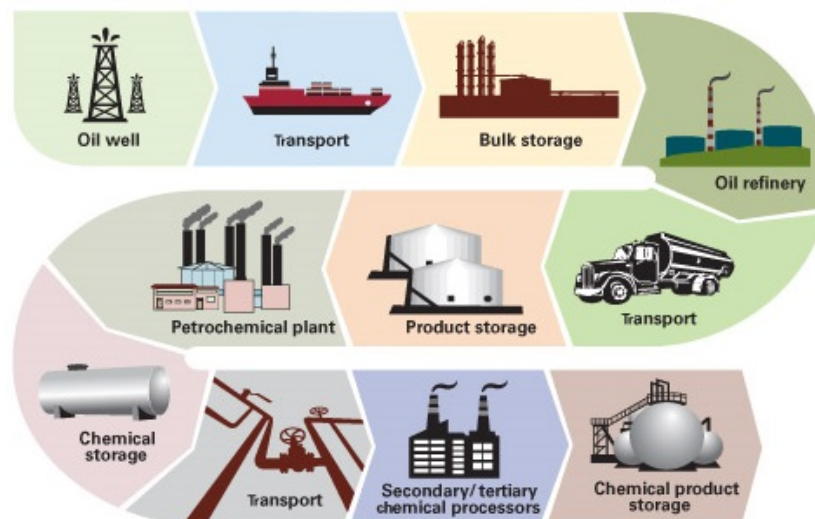 Oil well
Transport
Bulk storage
Oil refinery
Transport
Product storage
Petrochemical plant
Chemical
storage
Transport
Secondary/tertiary
chemical processors
Chemical product
storage